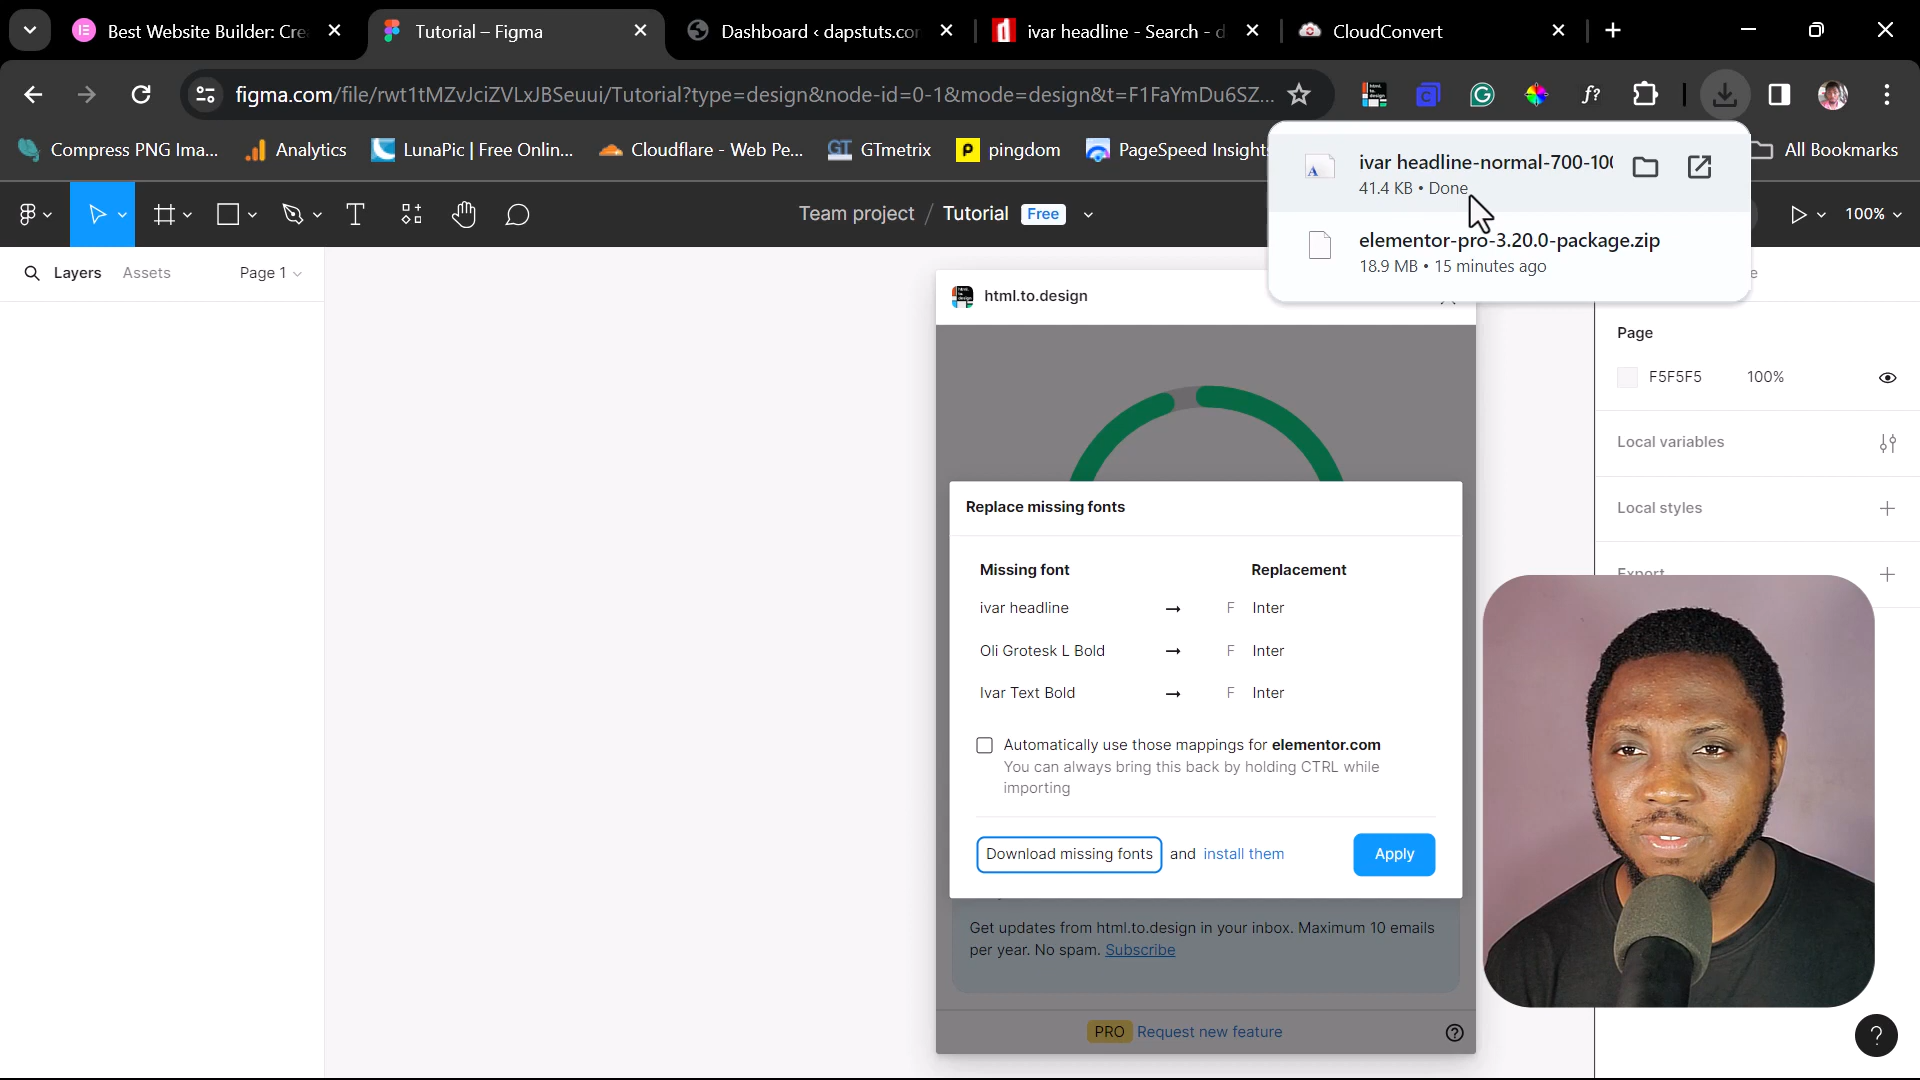 Best Website Builder: Cre
Tutorial – Figma
Dashboard ‹ dapstuts.com
ivar headline - Search - d
CloudConvert
figma.com/file/rwt1tMZvJciZVLxJBSeuui/Tutorial?type=design&node-id=0-1&mode=design&t=F1FaYmDu6SZ...
f?
Compress PNG Ima...
Analytics
LunaPic | Free Onlin...
Cloudflare - Web Pe...
GTmetrix
pingdom
PageSpeed Insights
All Bookmarks
ivar headline-normal-700-100
41.4 KB • Done
elementor-pro-3.20.0-package.zip
18.9 MB • 15 minutes ago
Team project / Tutorial Free
100%
Layers
Assets
Page 1
html.to.design
Replace missing fonts
Missing font
Replacement
ivar headline → F Inter
Oli Grotesk L Bold → F Inter
Ivar Text Bold → F Inter
Automatically use those mappings for elementor.com
You can always bring this back by holding CTRL while
importing
Download missing fonts and install them
Apply
Get updates from html.to.design in your inbox. Maximum 10 emails
per year. No spam. Subscribe
PRO Request new feature
Page
F5F5F5 100%
Local variables
Local styles
Export